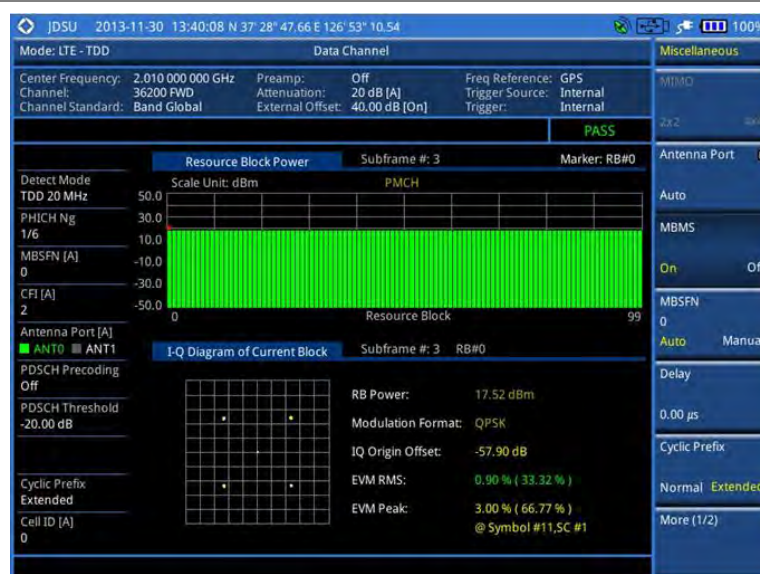 JDSU 2013-11-30 13:40:08 N 37° 28" 47.66 E 126° 53" 10.54 100%
Mode: LTE - TDD Data Channel Miscellaneous
Center Frequency: 2.010 000 000 GHz Preamp: Off Freq Reference: GPS
Channel: 36200 FWD Attenuation: 20 dB [A] Trigger Source: Internal
Channel Standard: Band Global External Offset: 40.00 dB [On] Trigger: Internal
PASS
MIMO
2x2
Resource Block Power Subframe #: 3 Marker: RB#0
Scale Unit: dBm PMCH
50.0
30.0
10.0
-10.0
-30.0
-50.0
0 Resource Block 99
Detect Mode
TDD 20 MHz
PHICH Ng
1/6
MBSFN [A]
0
CFI [A]
2
Antenna Port [A]
ANT0 ANT1
PDSCH Precoding
Off
PDSCH Threshold
-20.00 dB
Cyclic Prefix
Extended
Cell ID [A]
0
I-Q Diagram of Current Block Subframe #: 3 RB#0
RB Power: 17.52 dBm
Modulation Format: QPSK
IQ Origin Offset: -57.90 dB
EVM RMS: 0.90 % ( 33.32 % )
EVM Peak: 3.00 % ( 66.77 % )
@ Symbol #11,SC #1
Antenna Port
Auto
MBMS
On Of
MBSFN
0
Auto Manua
Delay
0.00 μs
Cyclic Prefix
Normal Extended
More (1/2)